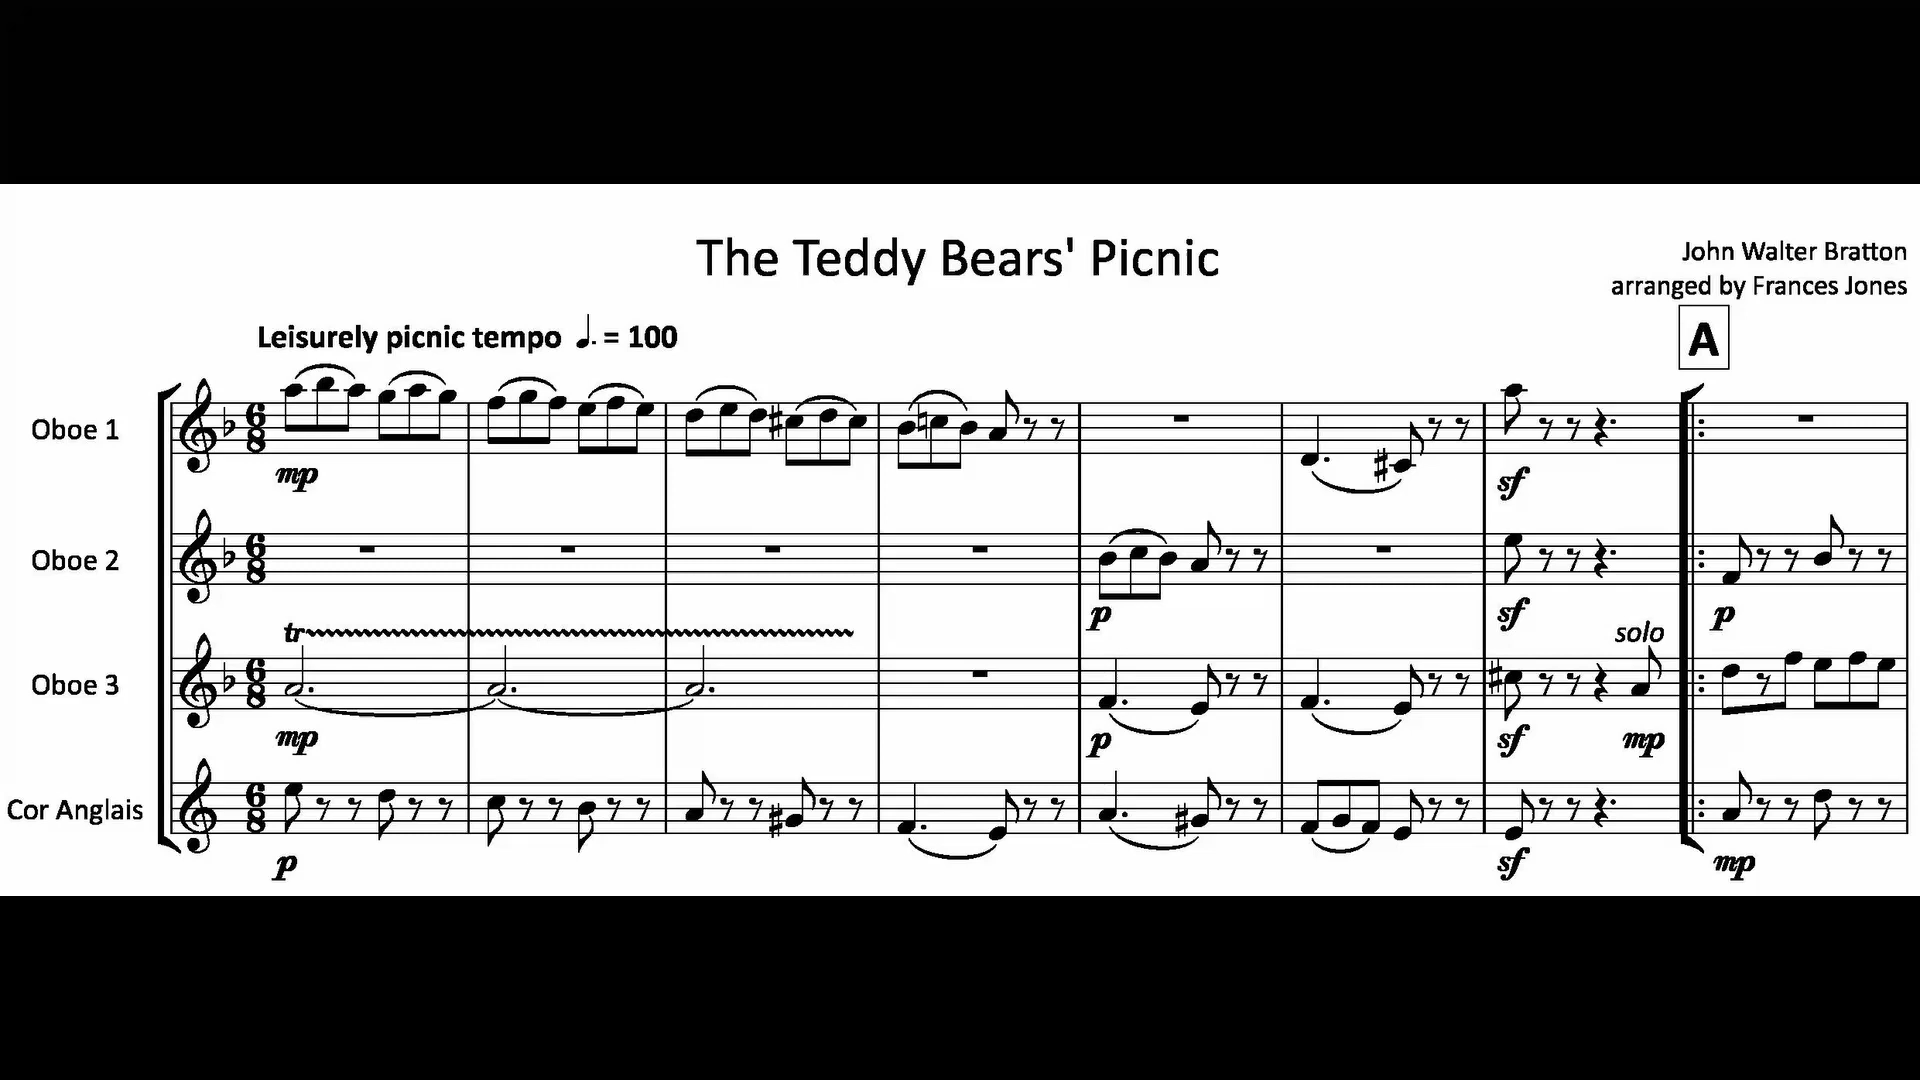 The Teddy Bears' Picnic
John Walter Bratton
arranged by Frances Jones
Leisurely picnic tempo ♩. = 100
A
Oboe 1
mp
sf
Oboe 2
p
sf
p
tr
solo
Oboe 3
mp
p
sf
mp
Cor Anglais
p
sf
mp